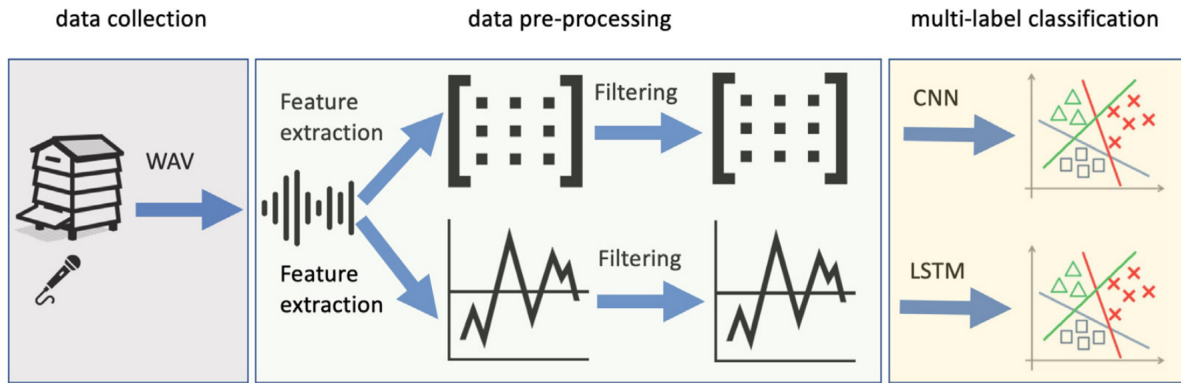 data collection
data pre-processing
multi-label classification
WAV
Feature
extraction
Filtering
Feature
extraction
Filtering
CNN
LSTM